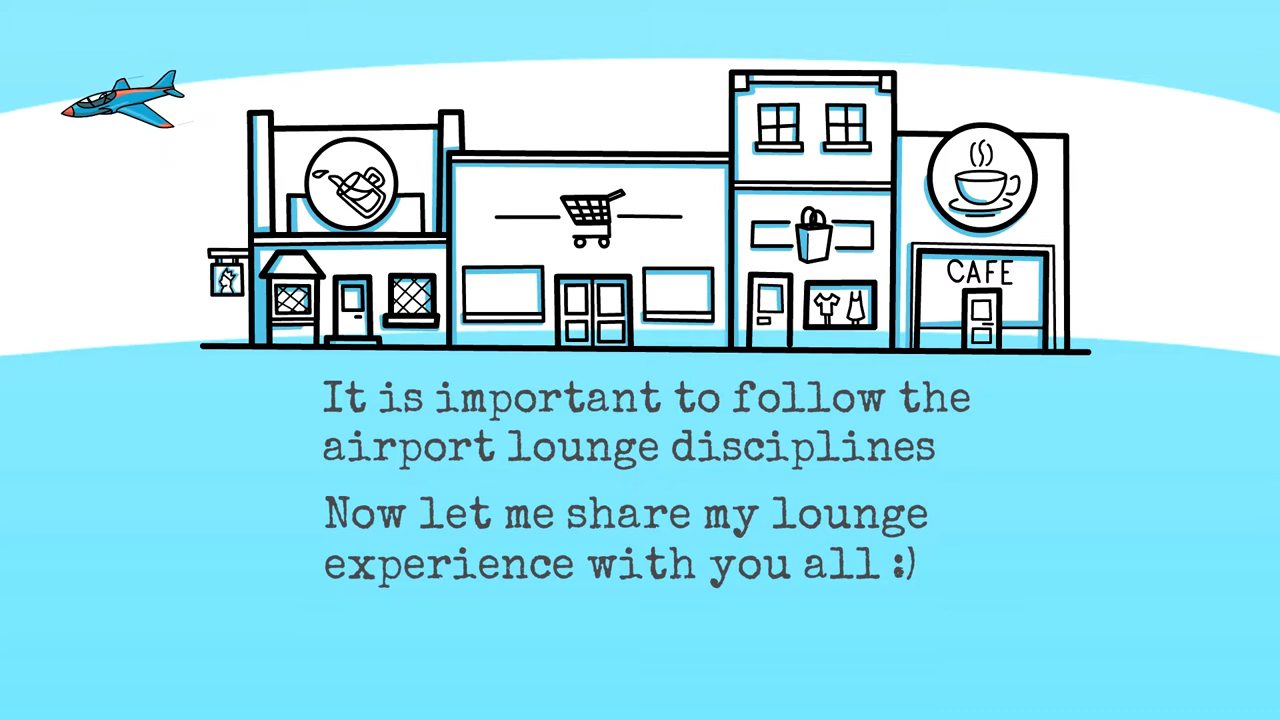 CAFE
It is important to follow the
airport lounge disciplines
Now let me share my lounge
experience with you all :)